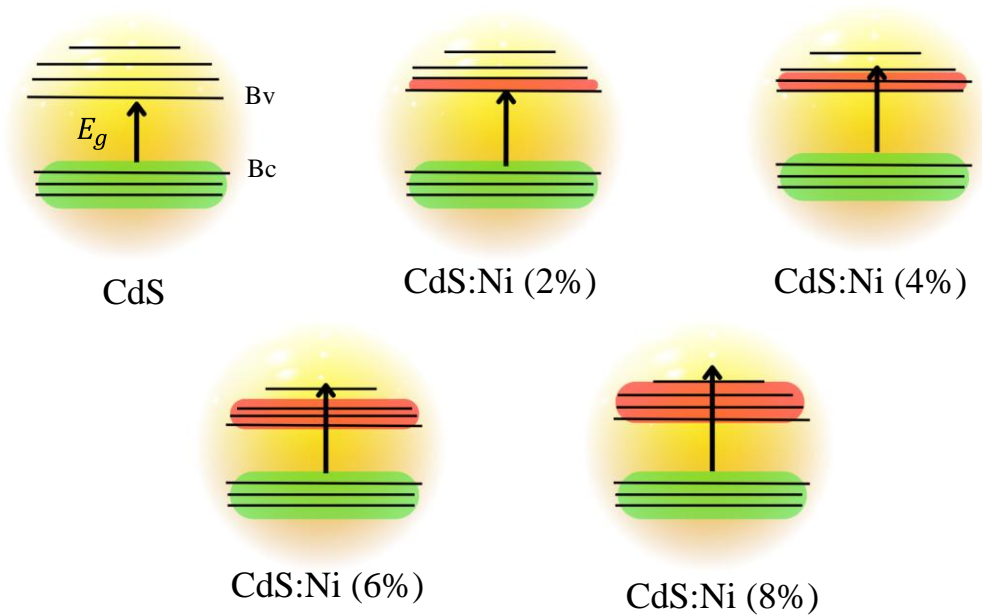 Bv
E_g
Bc
CdS
CdS:Ni (2%)
CdS:Ni (4%)
CdS:Ni (6%)
CdS:Ni (8%)